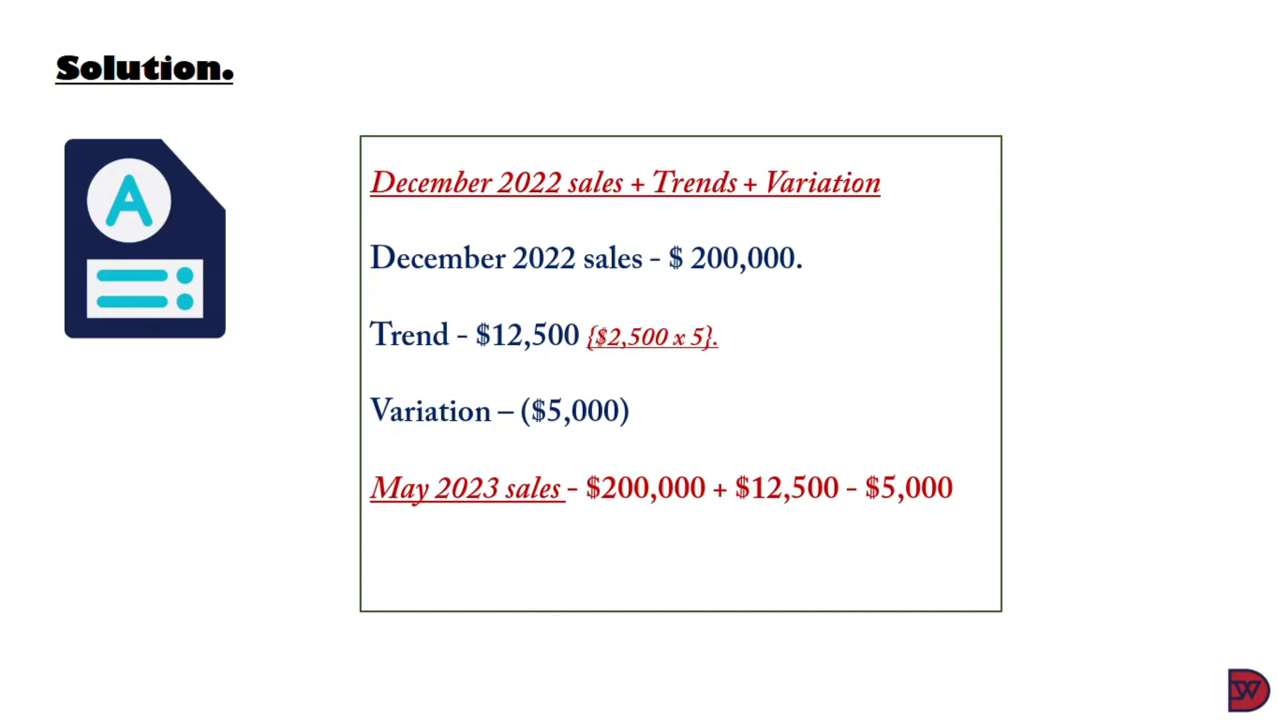 Solution.
A
December 2022 sales + Trends + Variation
December 2022 sales - $ 200,000.
Trend - $12,500 {$2,500 x 5}.
Variation – ($5,000)
May 2023 sales - $200,000 + $12,500 - $5,000
DW